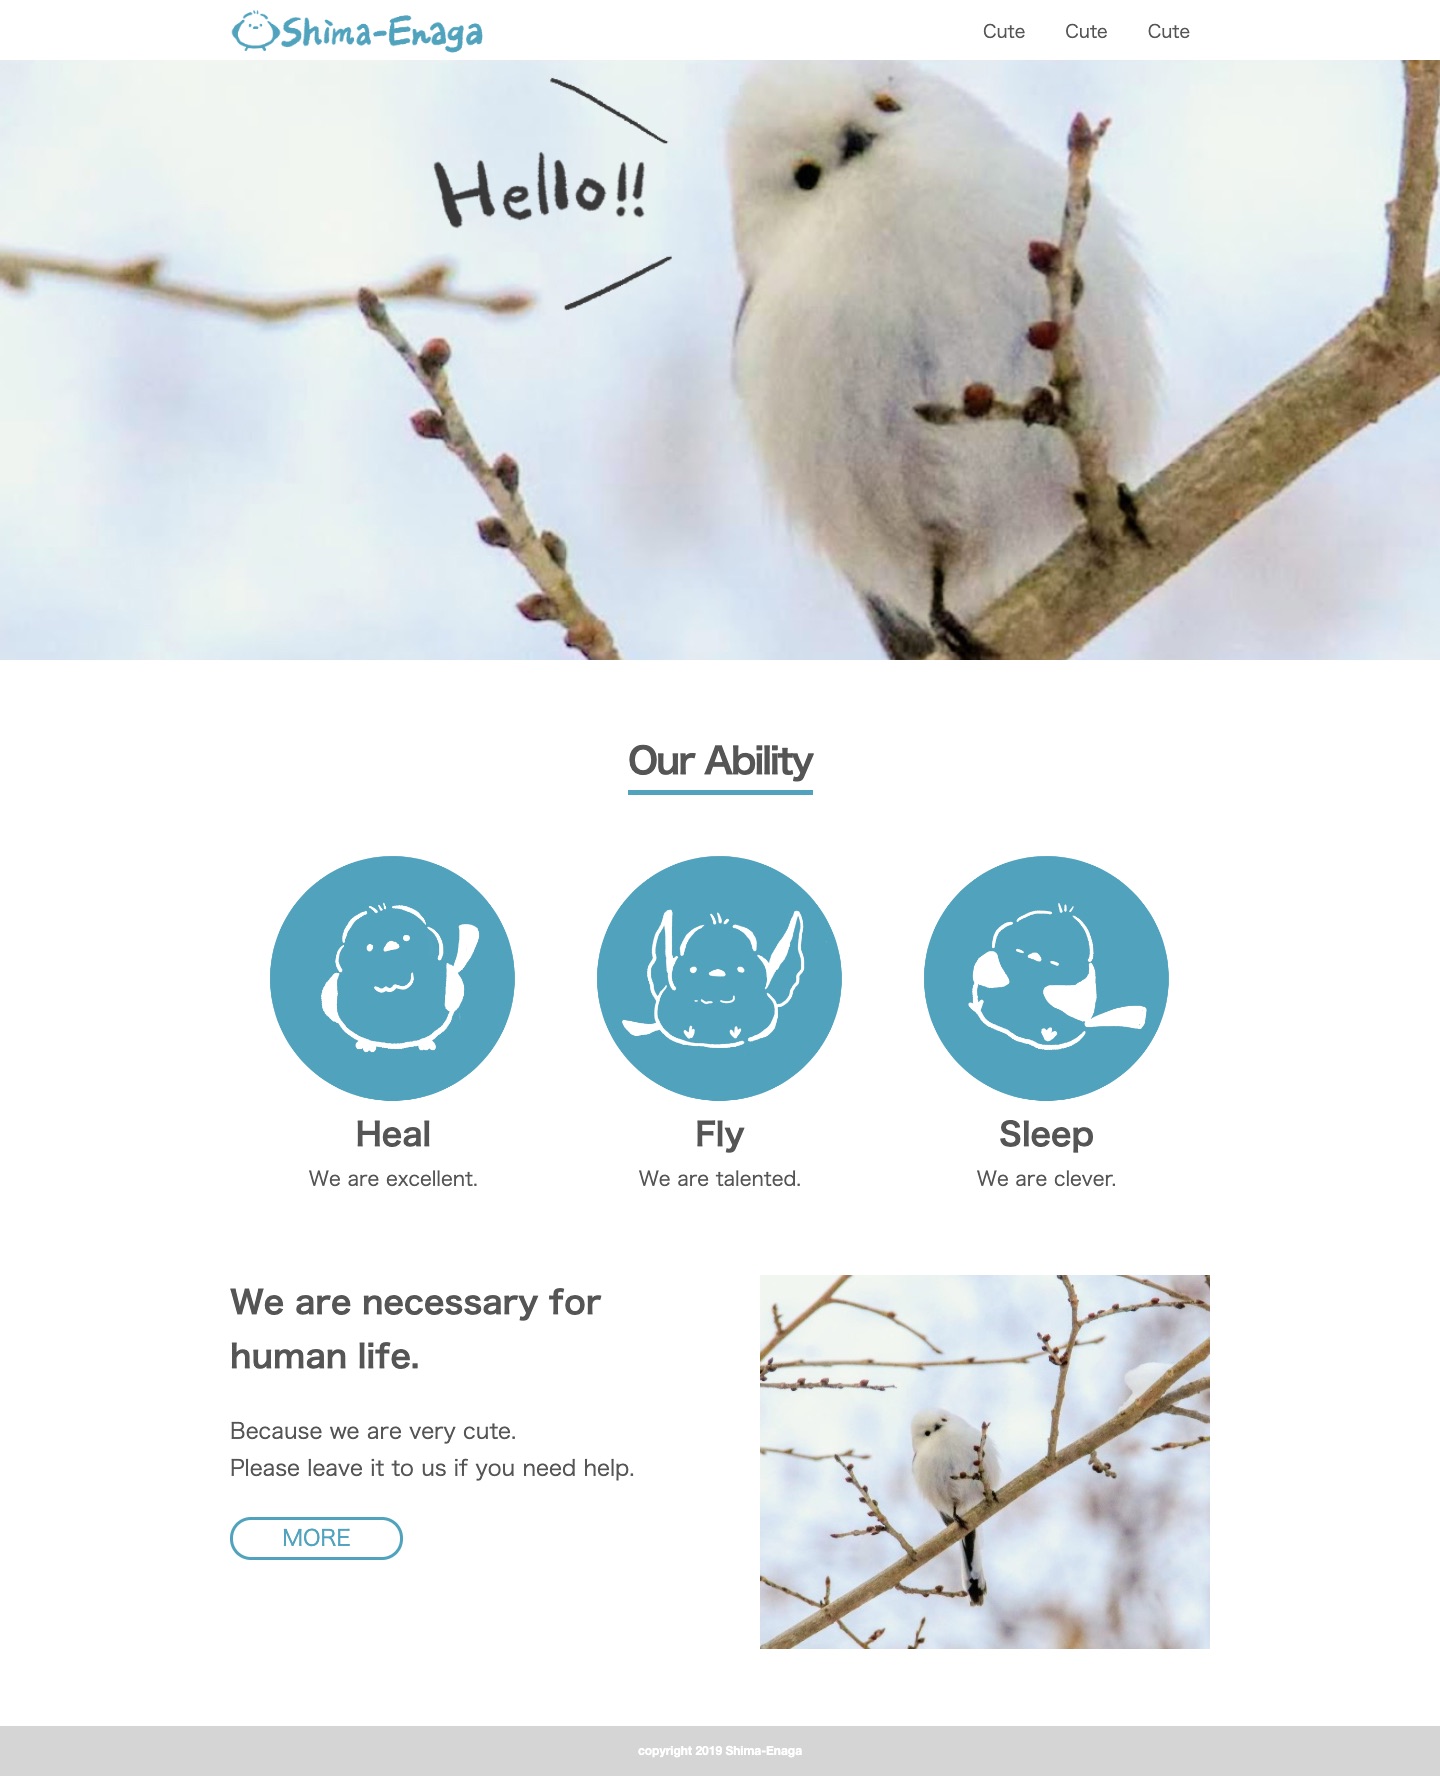 Shima-Enaga
Cute Cute Cute
Hello!!
Our Ability
Heal Fly Sleep
We are excellent. We are talented. We are clever.
We are necessary for
human life.
Because we are very cute.
Please leave it to us if you need help.
MORE
copyright 2019 Shima-Enaga